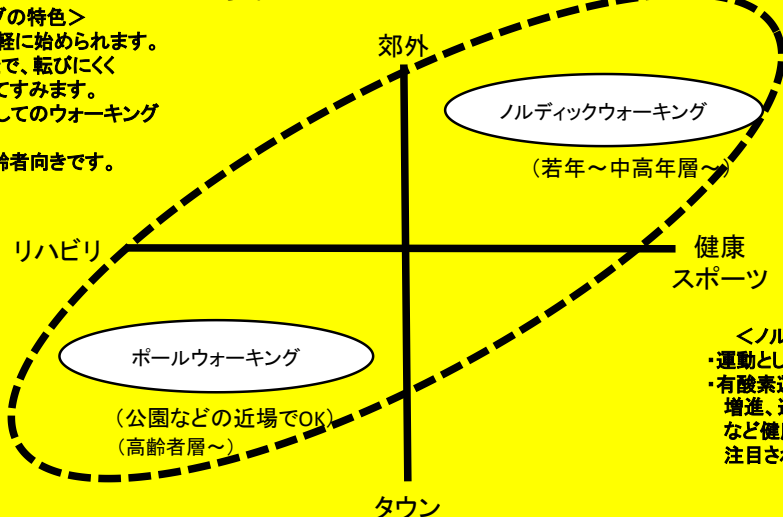 グの特色>
軽に始められます。
で、転びにくく
てすみます。
してのウォーキング
齢者向きです。
郊外
ノルディックウォーキング
（若年～中高年層～）
リハビリ
健康
スポーツ
ポールウォーキング
（公園などの近場でOK）
（高齢者層～）
<ノル
・運動とし
・有酸素
増進、
など健
注目さ
タウン